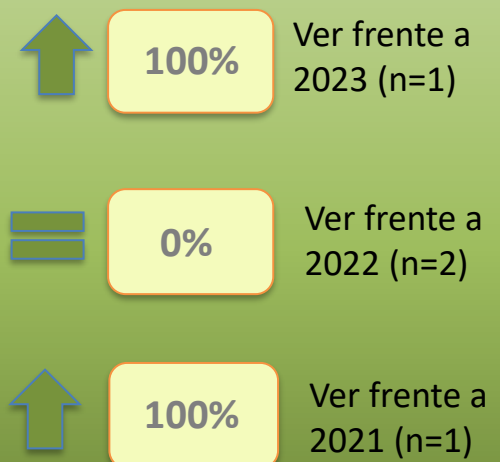 100%
Ver frente a
2023 (n=1)
0%
Ver frente a
2022 (n=2)
100%
Ver frente a
2021 (n=1)